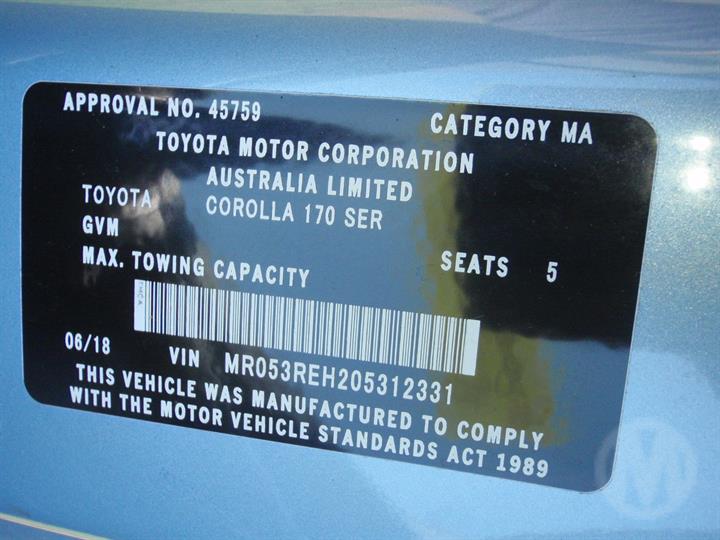 APPROVAL NO. 45759
CATEGORY MA
TOYOTA MOTOR CORPORATION
AUSTRALIA LIMITED
TOYOTA COROLLA 170 SER
GVM
MAX. TOWING CAPACITY SEATS 5
06/18 VIN MR053REH205312331
THIS VEHICLE WAS MANUFACTURED TO COMPLY
WITH THE MOTOR VEHICLE STANDARDS ACT 1989
M